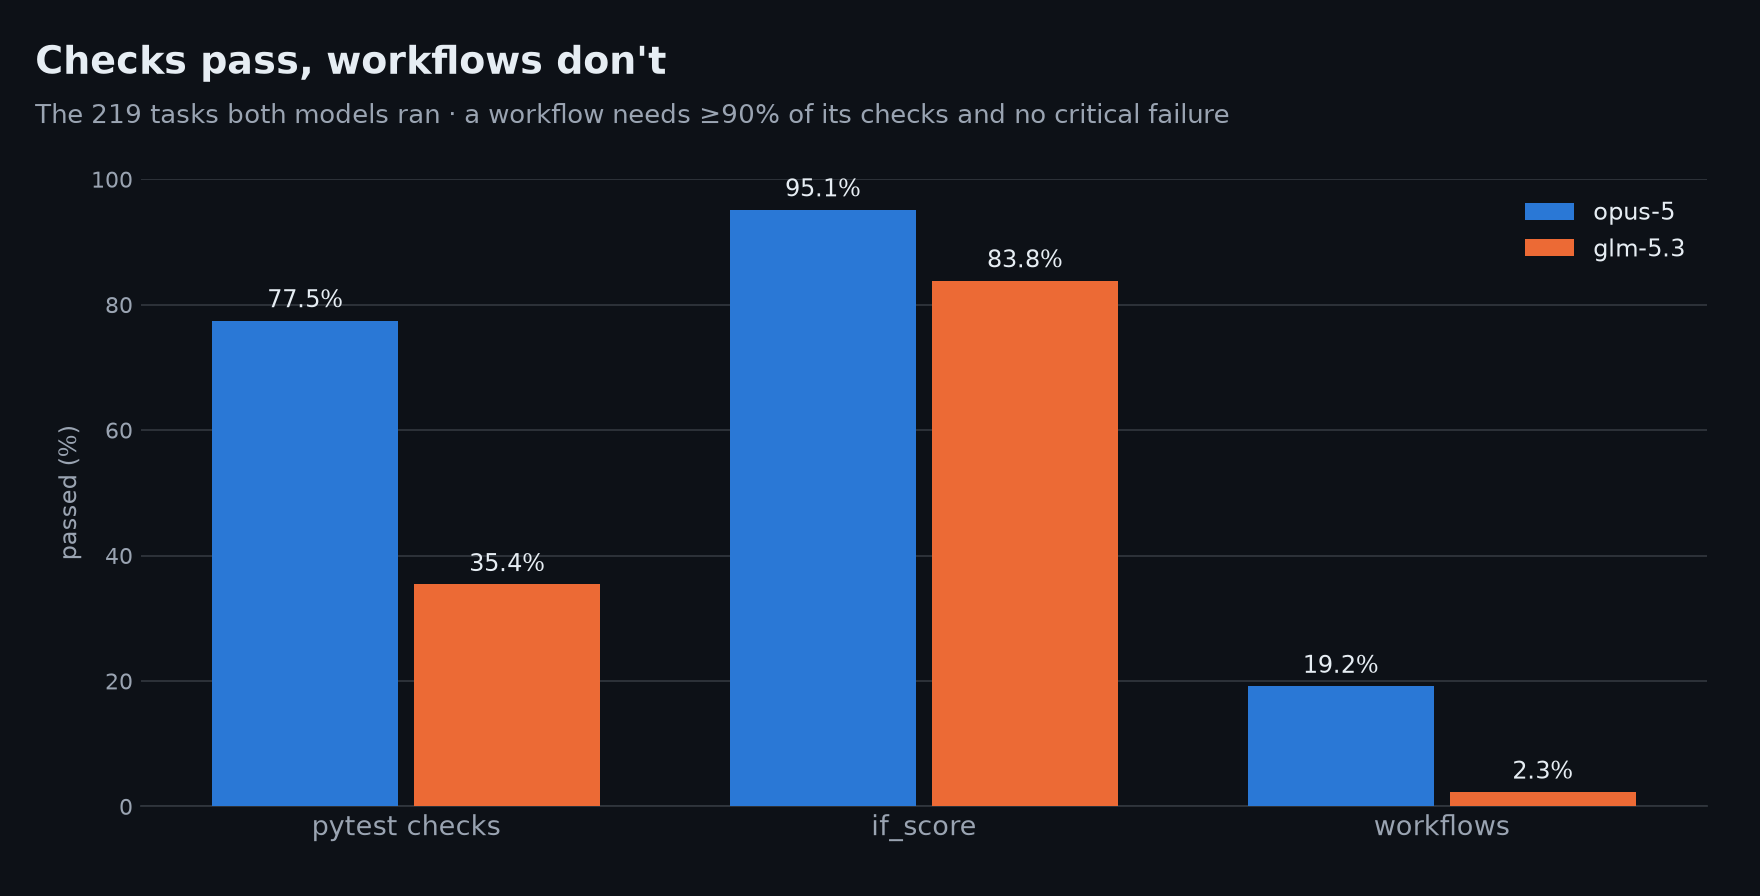 Checks pass, workflows don't
The 219 tasks both models ran · a workflow needs ≥90% of its checks and no critical failure
passed (%)
100
80
60
40
20
0
77.5%
35.4%
95.1%
83.8%
19.2%
2.3%
opus-5
glm-5.3
pytest checks
if_score
workflows